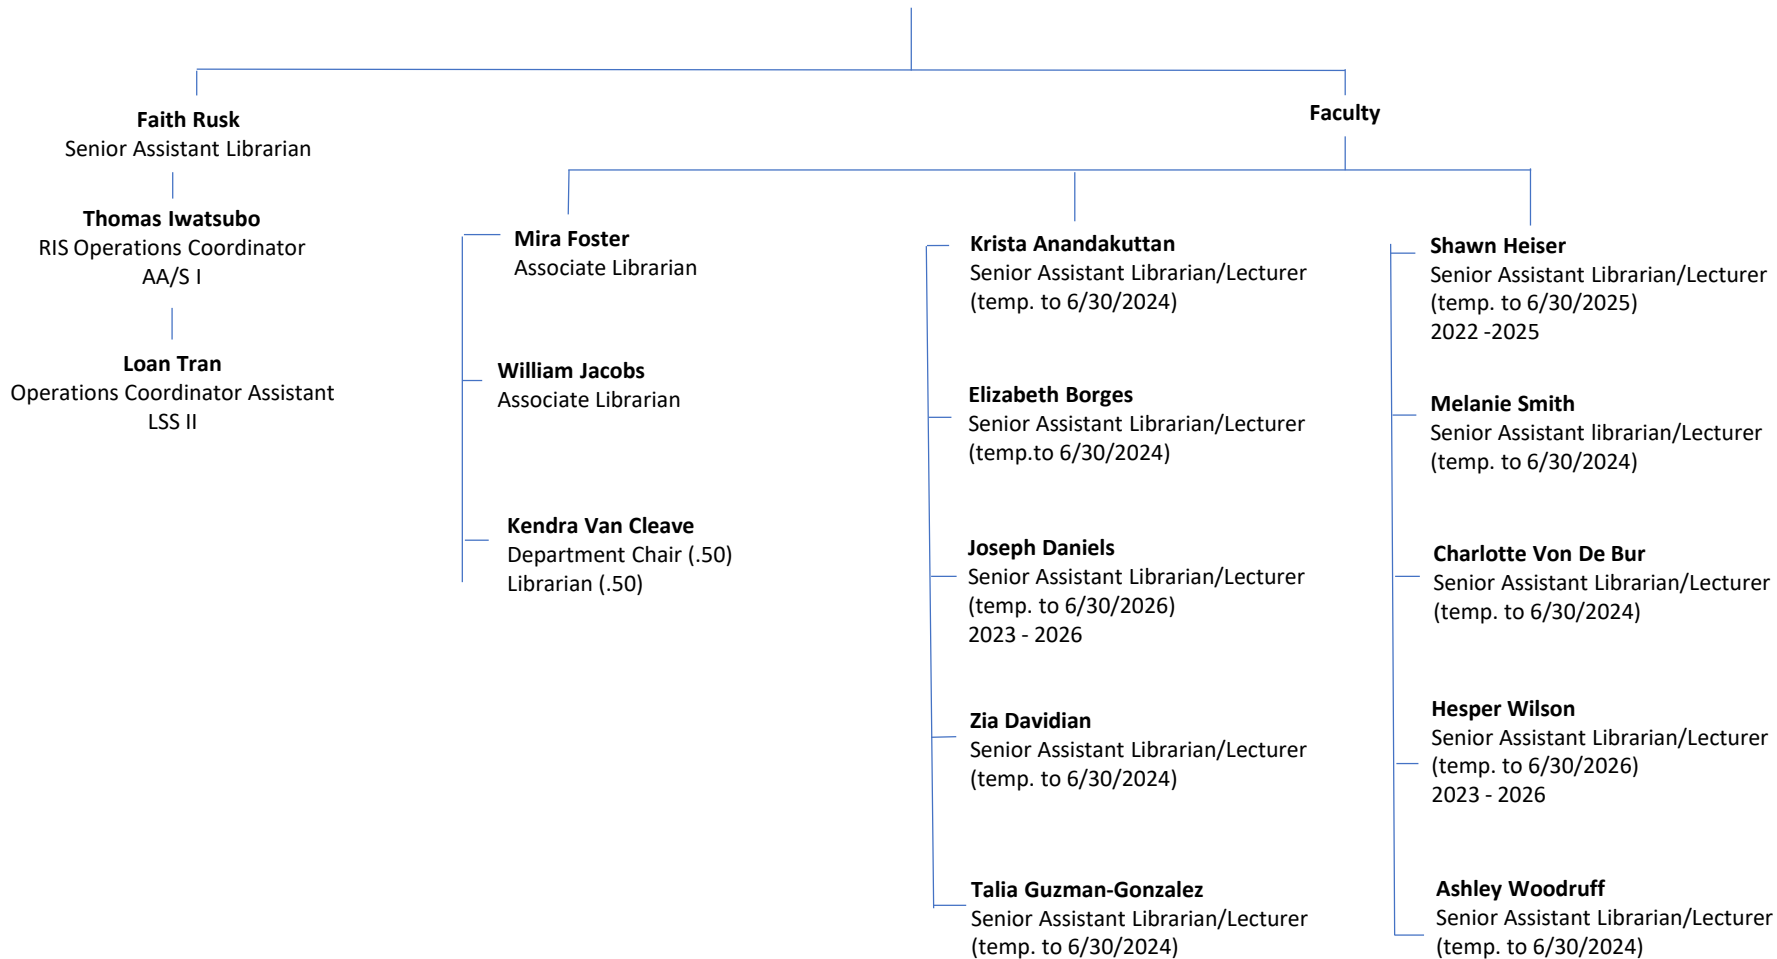 Faith Rusk
Senior Assistant Librarian
Thomas Iwatsubo
RIS Operations Coordinator
AA/S I
Loan Tran
Operations Coordinator Assistant
LSS II
Faculty
Mira Foster
Associate Librarian
William Jacobs
Associate Librarian
Kendra Van Cleave
Department Chair (.50)
Librarian (.50)
Krista Anandakuttan
Senior Assistant Librarian/Lecturer
(temp. to 6/30/2024)
Elizabeth Borges
Senior Assistant Librarian/Lecturer
(temp.to 6/30/2024)
Joseph Daniels
Senior Assistant Librarian/Lecturer
(temp. to 6/30/2026)
2023 - 2026
Zia Davidian
Senior Assistant Librarian/Lecturer
(temp. to 6/30/2024)
Talia Guzman-Gonzalez
Senior Assistant Librarian/Lecturer
(temp. to 6/30/2024)
Shawn Heiser
Senior Assistant Librarian/Lecturer
(temp. to 6/30/2025)
2022 -2025
Melanie Smith
Senior Assistant librarian/Lecturer
(temp. to 6/30/2024)
Charlotte Von De Bur
Senior Assistant Librarian/Lecturer
(temp. to 6/30/2024)
Hesper Wilson
Senior Assistant Librarian/Lecturer
(temp. to 6/30/2026)
2023 - 2026
Ashley Woodruff
Senior Assistant Librarian/Lecturer
(temp. to 6/30/2024)